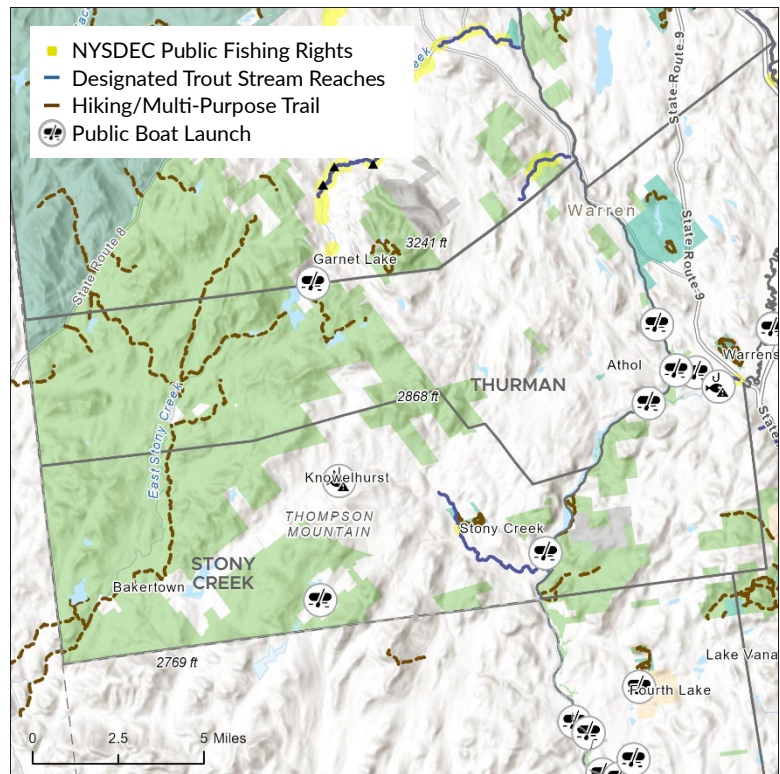 NYSDEC Public Fishing Rights
Designated Trout Stream Reaches
Hiking/Multi-Purpose Trail
Public Boat Launch
State Route 9
eek
Warren
State Route 8
3241 ft
Garnet Lake
State Route 9
Athol
Warrens
THURMAN
2868 ft
East Stony Creek
State
Knowelhurst
THOMPSON
MOUNTAIN
Stony Creek
STONY
CREEK
Bakertown
2769 ft
Lake Vana
Fourth Lake
0 2.5 5 Miles